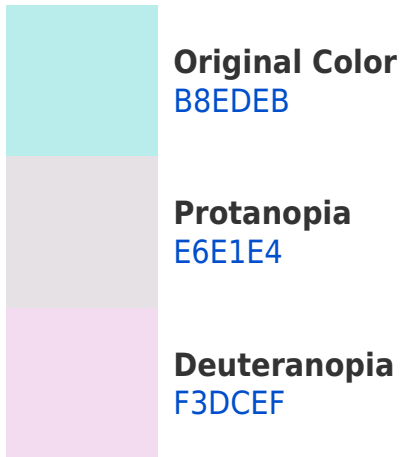 Original Color
B8EDEB
Protanopia
E6E1E4
Deuteranopia
F3DCEF